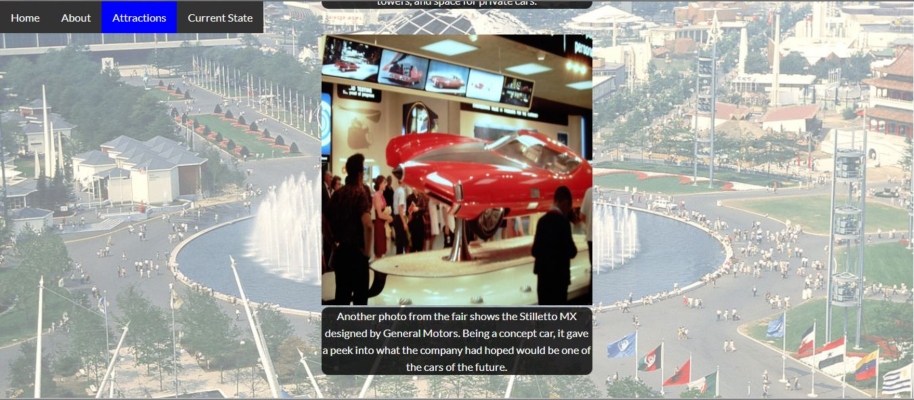 towers, and space for private cars.
Home About Attractions Current State
Another photo from the fair shows the Stilletto MX
designed by General Motors. Being a concept car, it gave
a peek into what the company had hoped would be one of
the cars of the future.